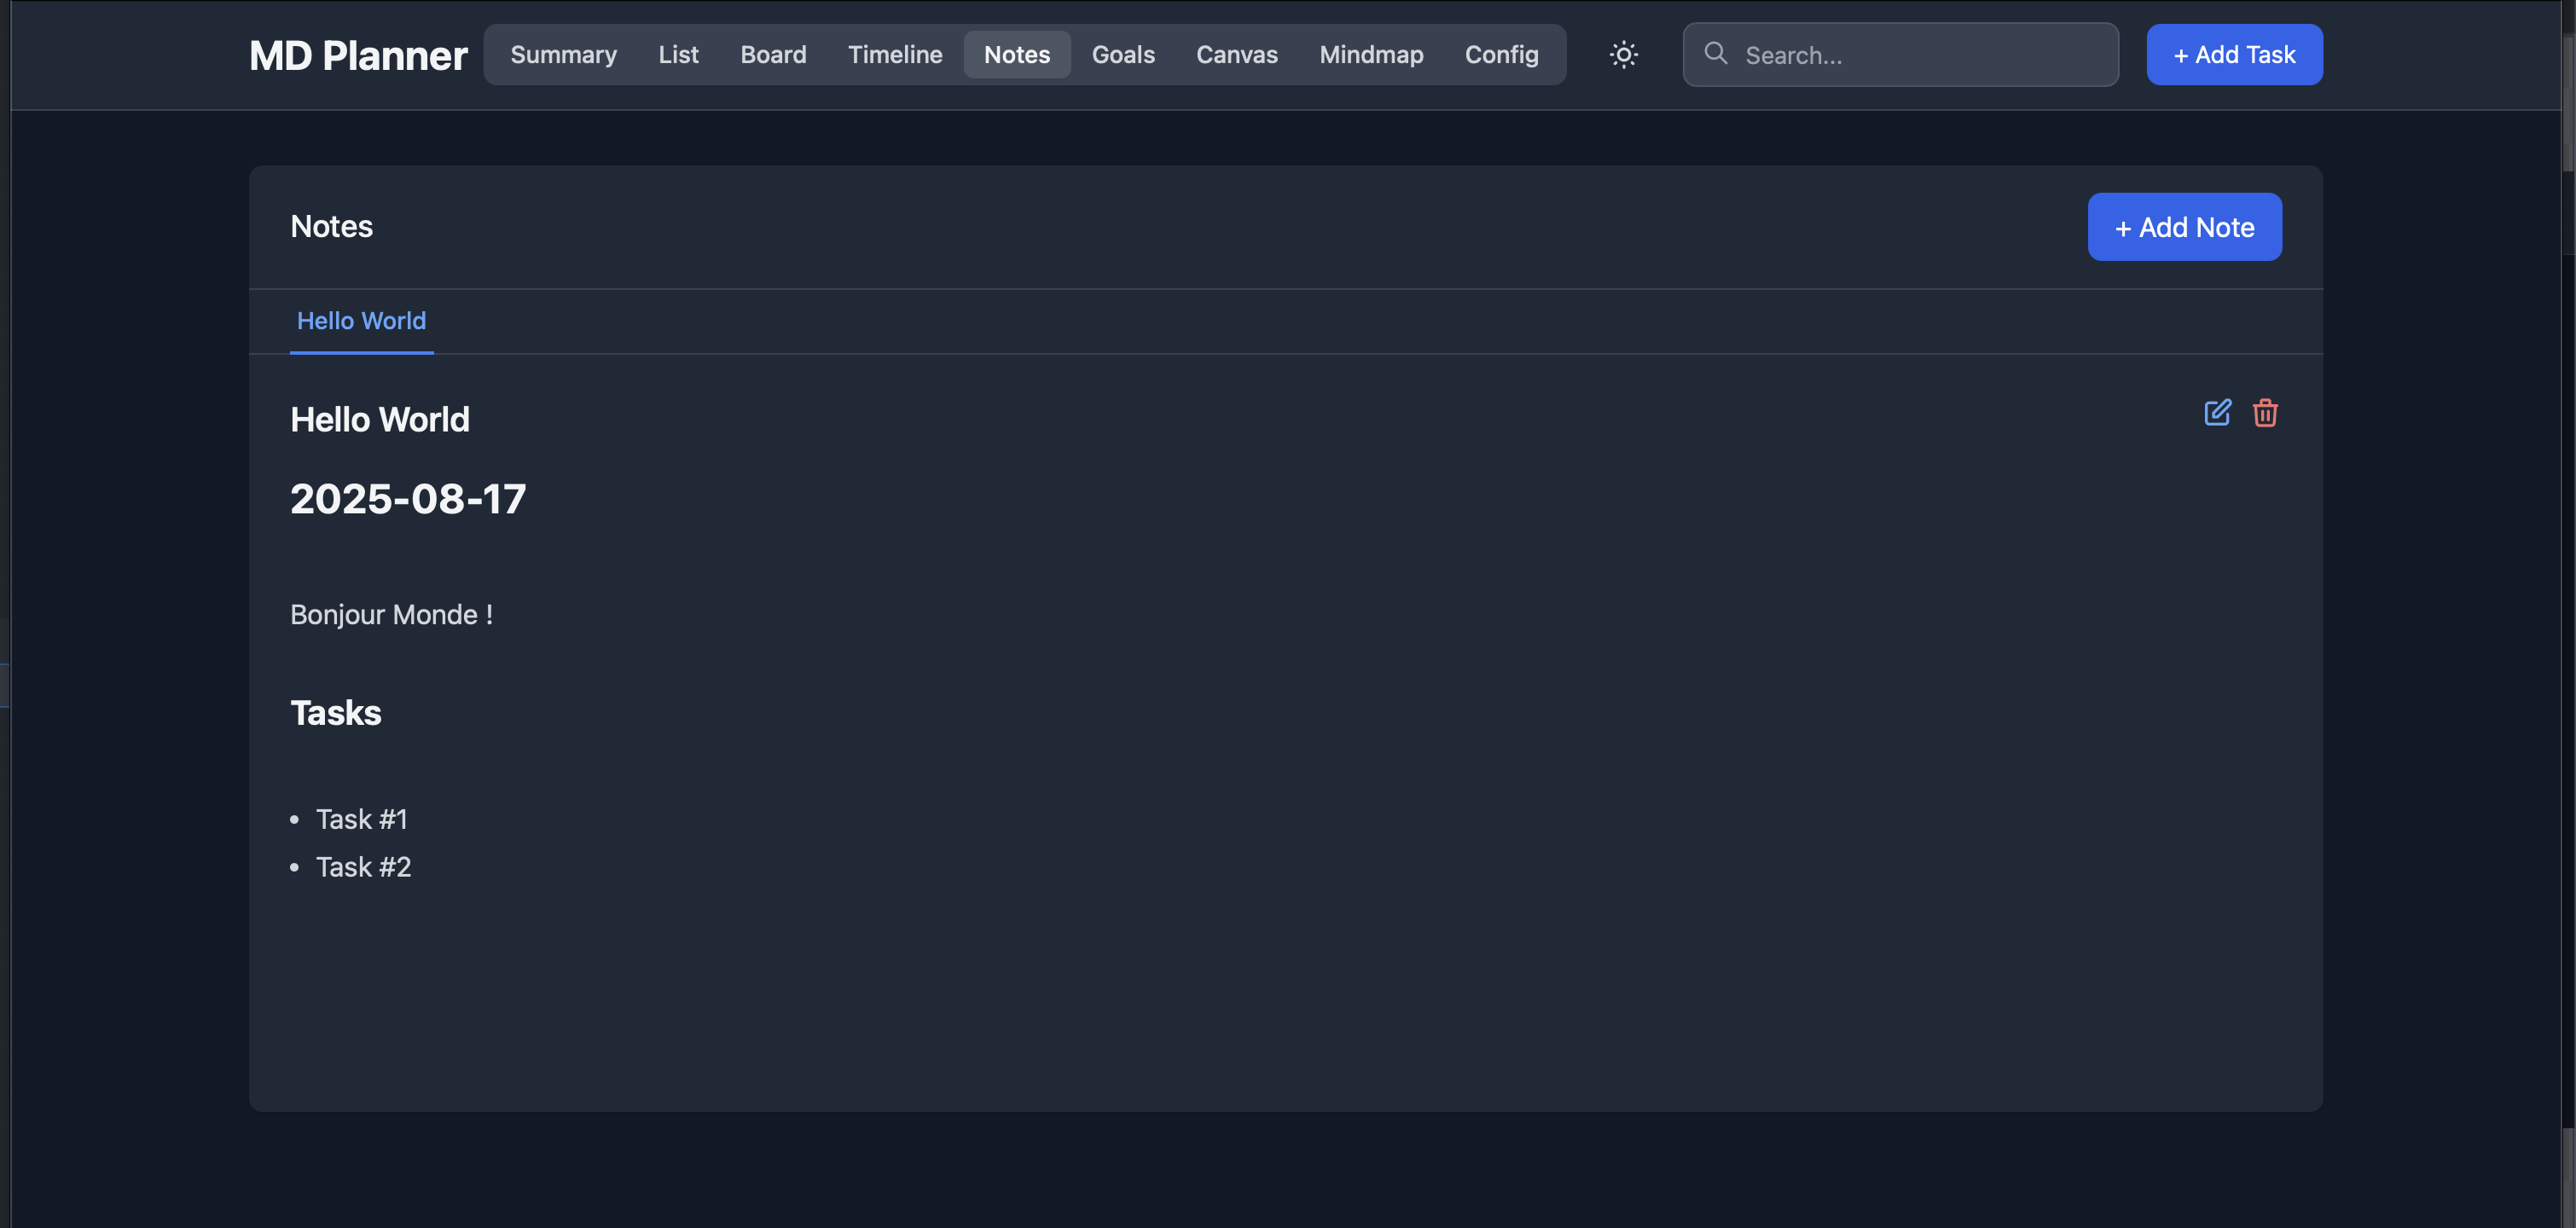 MD Planner Summary List Board Timeline Notes Goals Canvas Mindmap Config Search... + Add Task
Notes + Add Note
Hello World
Hello World
2025-08-17
Bonjour Monde !
Tasks
• Task #1
• Task #2